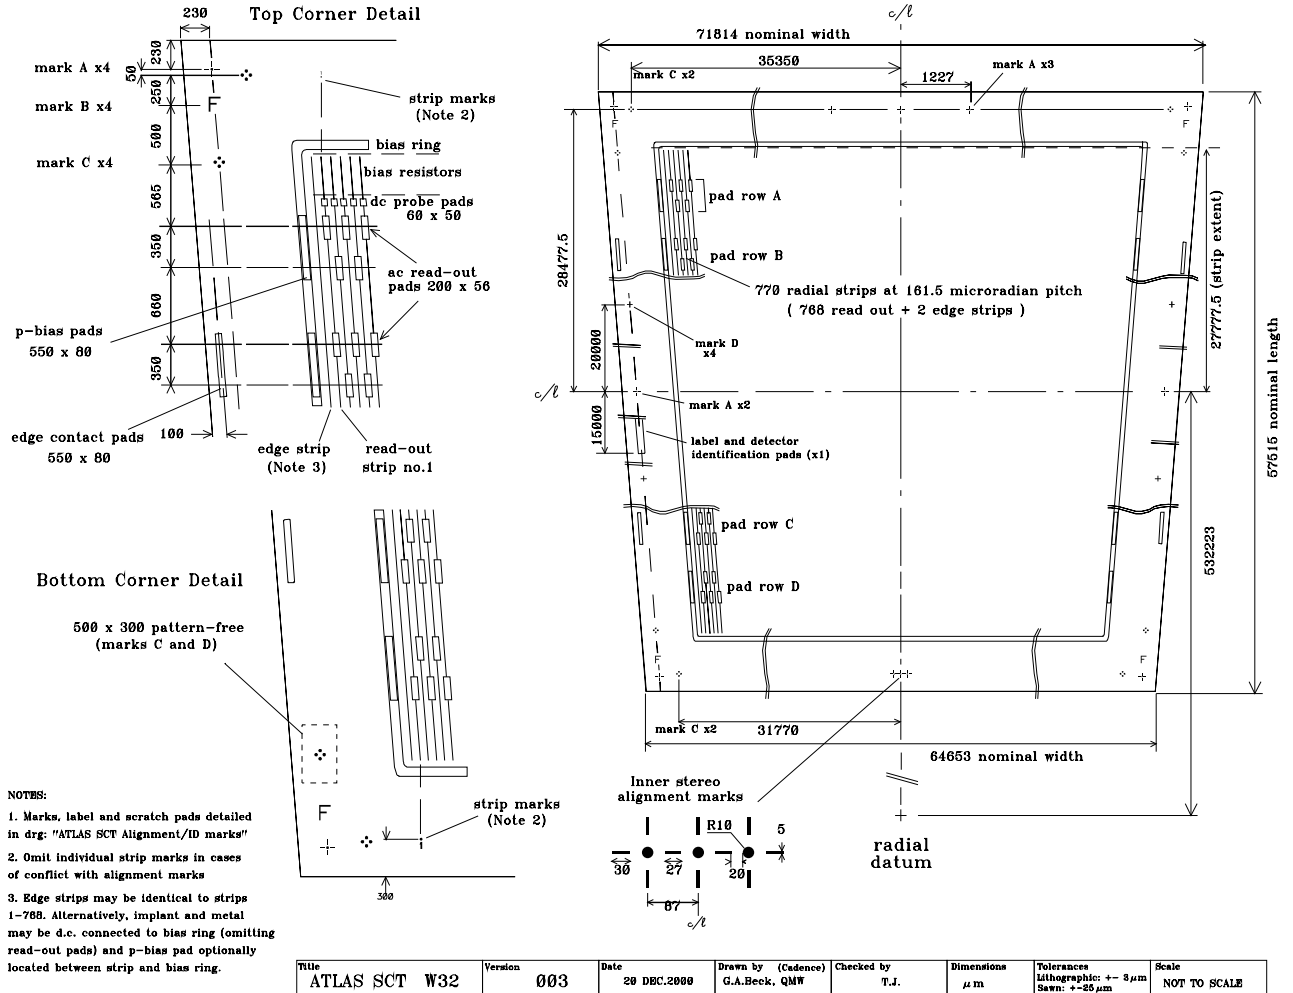 Top Corner Detail
230
230
50
250
500
565
350
680
350
mark A x4
mark B x4
mark C x4
F
strip marks
(Note 2)
bias ring
bias resistors
dc probe pads
60 x 50
ac read-out
pads 200 x 56
p-bias pads
550 x 80
edge contact pads
550 x 80
100
edge strip
(Note 3)
read-out
strip no.1
Bottom Corner Detail
500 x 300 pattern-free
(marks C and D)
F
strip marks
(Note 2)
300
c/l
71814 nominal width
35350
mark C x2
1227
mark A x3
F
F
pad row A
pad row B
28477.5
770 radial strips at 161.5 microradian pitch
( 768 read out + 2 edge strips )
27777.5 (strip extent)
20000
mark D
x4
c/l
mark A x2
15000
label and detector
identification pads (x1)
57515 nominal length
pad row C
532223
pad row D
F
F
mark C x2
31770
64653 nominal width
Inner stereo
alignment marks
R10
5
30
27
20
87
c/l
radial
datum
NOTES:
1. Marks, label and scratch pads detailed
in drg: "ATLAS SCT Alignment/ID marks"
2. Omit individual strip marks in cases
of conflict with alignment marks
3. Edge strips may be identical to strips
1-768. Alternatively, implant and metal
may be d.c. connected to bias ring (omitting
read-out pads) and p-bias pad optionally
located between strip and bias ring.
Title
ATLAS SCT W32
Version
003
Date
20 DEC.2000
Drawn by (Cadence)
G.A.Beck, QMW
Checked by
T.J.
Dimensions
μm
Tolerances
Lithographic: +- 3μm
Sawn: +-25μm
Scale
NOT TO SCALE